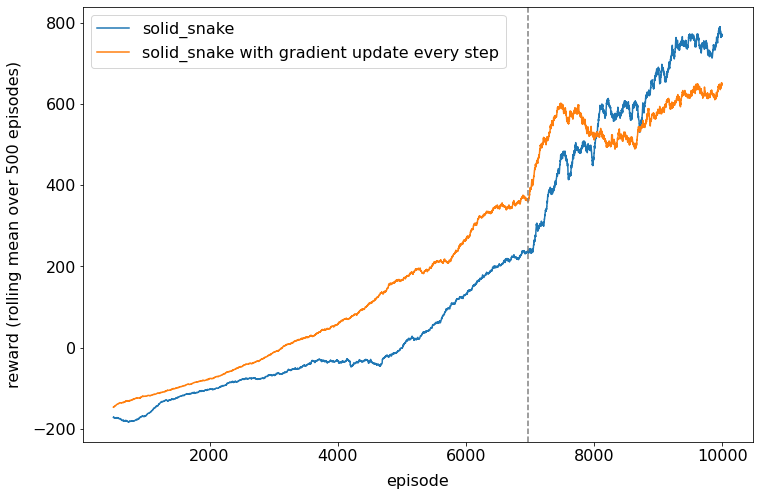 solid_snake
solid_snake with gradient update every step
reward (rolling mean over 500 episodes)
800
600
400
200
0
−200
2000 4000 6000 8000 10000
episode